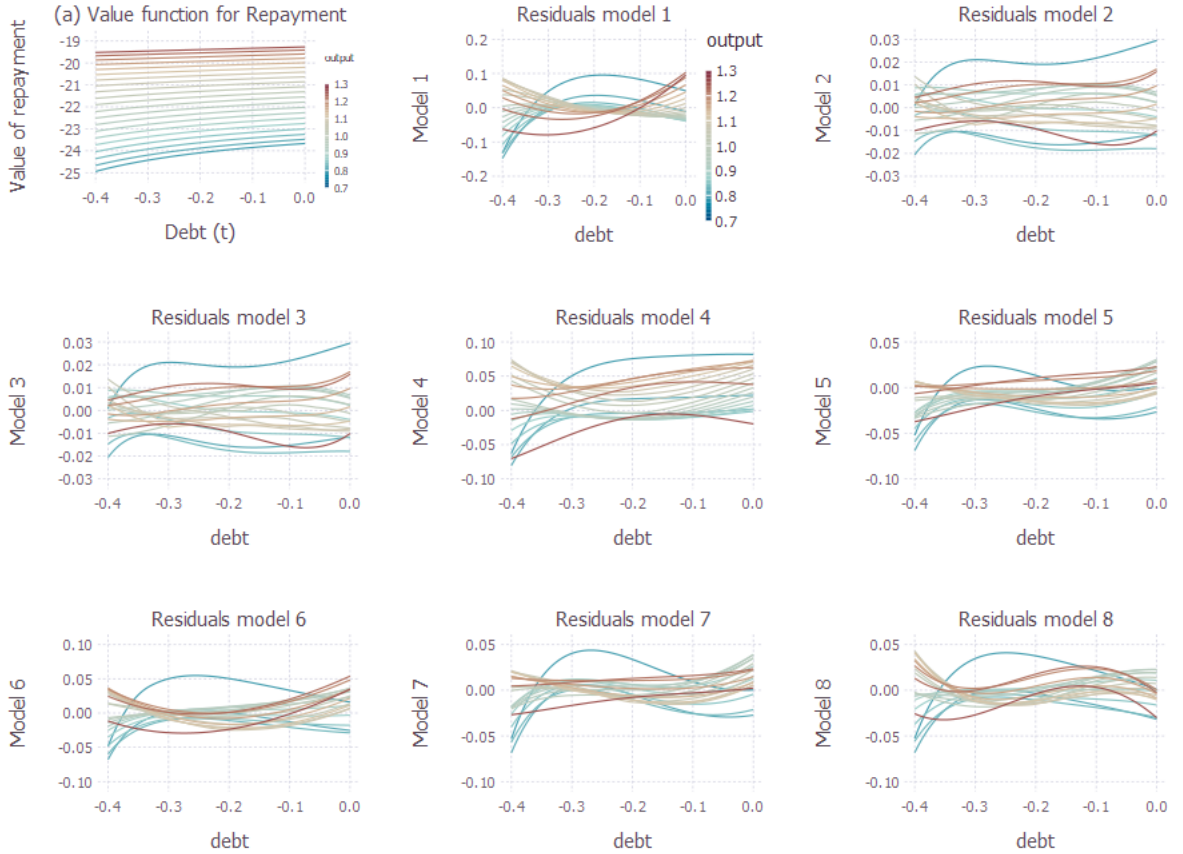 (a) Value function for Repayment
Value of repayment
-19
-20
-21
-22
-23
-24
-25
-0.4 -0.3 -0.2 -0.1 0.0
Debt (t)
output
1.3
1.2
1.1
1.0
0.9
0.8
0.7
Residuals model 1
Model 1
0.2
0.1
0.0
-0.1
-0.2
-0.4 -0.3 -0.2 -0.1 0.0
debt
output
1.3
1.2
1.1
1.0
0.9
0.8
0.7
Residuals model 2
Model 2
0.03
0.02
0.01
0.00
-0.01
-0.02
-0.03
-0.4 -0.3 -0.2 -0.1 0.0
debt
Residuals model 3
Model 3
0.03
0.02
0.01
0.00
-0.01
-0.02
-0.03
-0.4 -0.3 -0.2 -0.1 0.0
debt
Residuals model 4
Model 4
0.10
0.05
0.00
-0.05
-0.10
-0.4 -0.3 -0.2 -0.1 0.0
debt
Residuals model 5
Model 5
0.05
0.00
-0.05
-0.10
-0.4 -0.3 -0.2 -0.1 0.0
debt
Residuals model 6
Model 6
0.10
0.05
0.00
-0.05
-0.10
-0.4 -0.3 -0.2 -0.1 0.0
debt
Residuals model 7
Model 7
0.05
0.00
-0.05
-0.10
-0.4 -0.3 -0.2 -0.1 0.0
debt
Residuals model 8
Model 8
0.05
0.00
-0.05
-0.10
-0.4 -0.3 -0.2 -0.1 0.0
debt